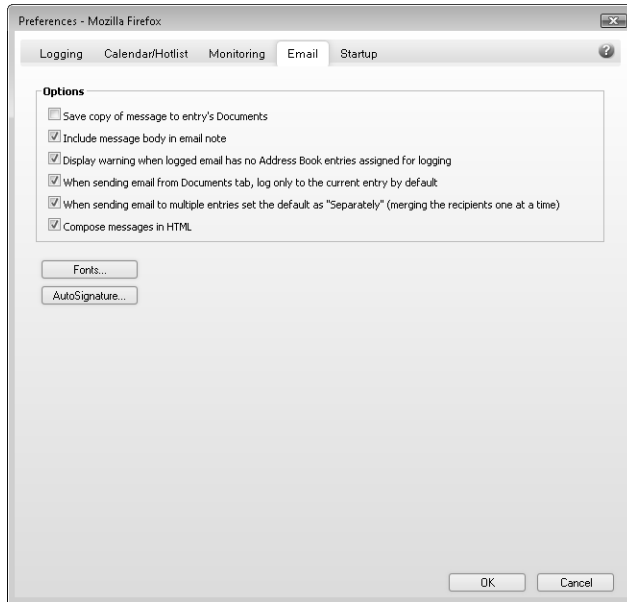 Preferences - Mozilla Firefox
Logging Calendar/Hotlist Monitoring Email Startup ?
Options
Save copy of message to entry's Documents
Include message body in email note
Display warning when logged email has no Address Book entries assigned for logging
When sending email from Documents tab, log only to the current entry by default
When sending email to multiple entries set the default as "Separately" (merging the recipients one at a time)
Compose messages in HTML
Fonts...
AutoSignature...
OK Cancel